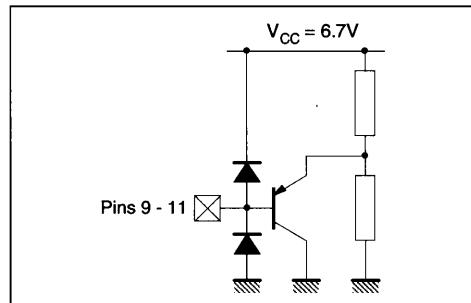 V_CC = 6.7V
Pins 9 - 11